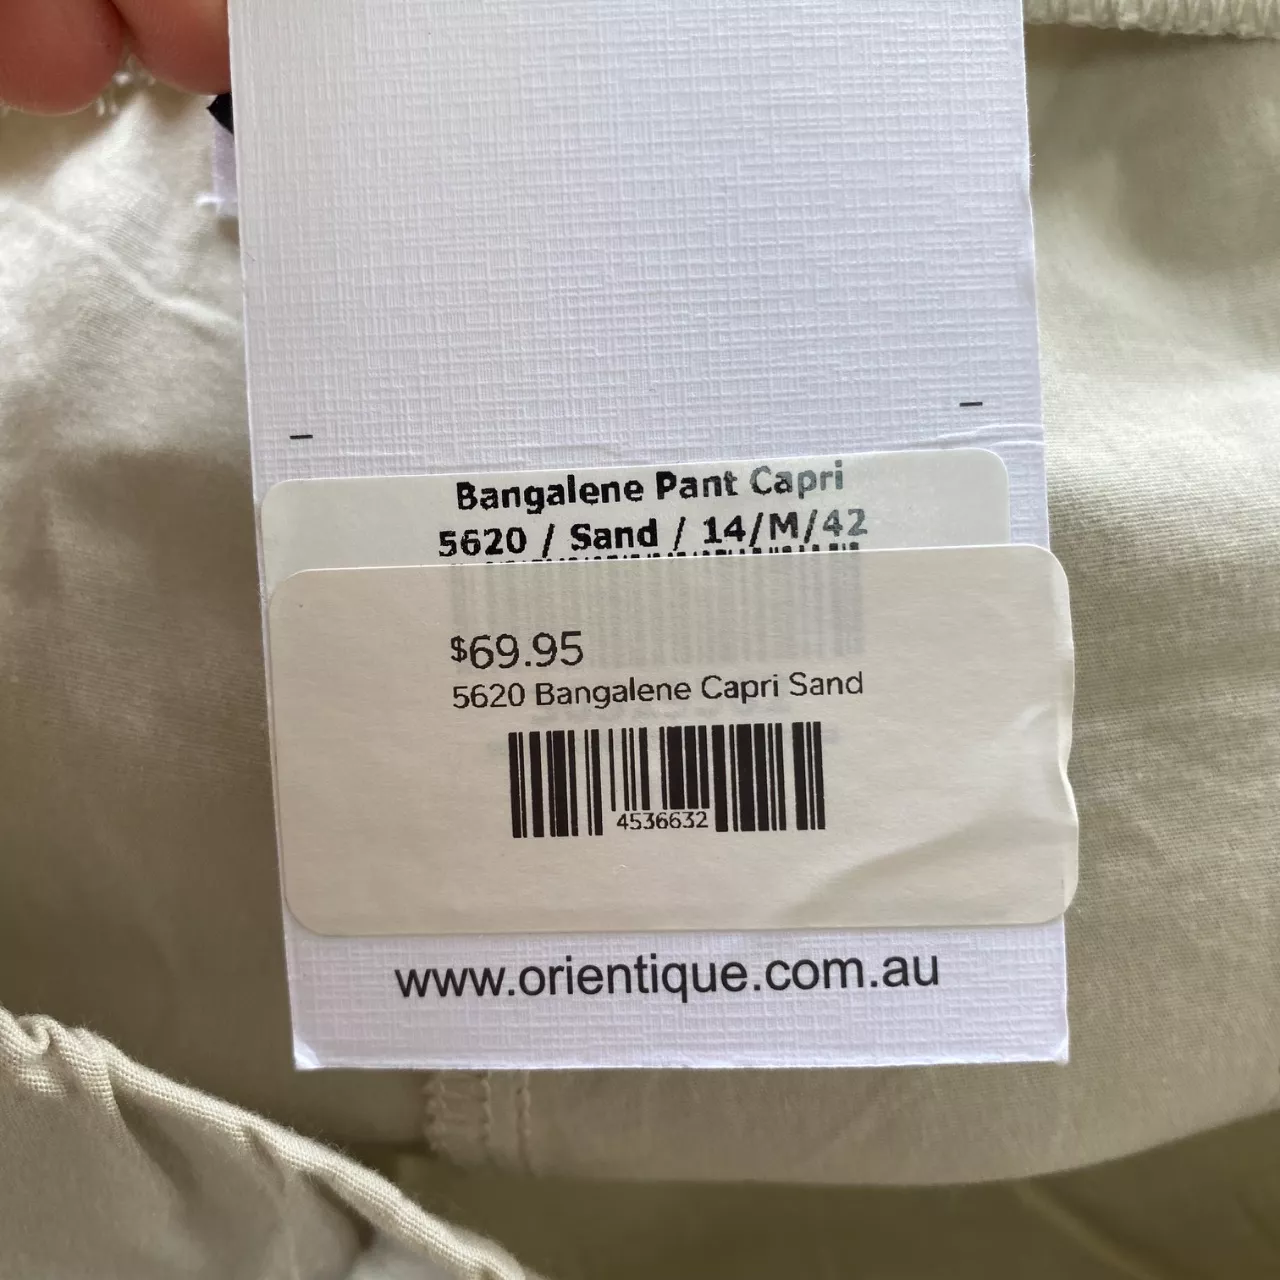 Bangalene Pant Capri
5620 / Sand / 14/M/42
$69.95
5620 Bangalene Capri Sand
4536632
www.orientique.com.au